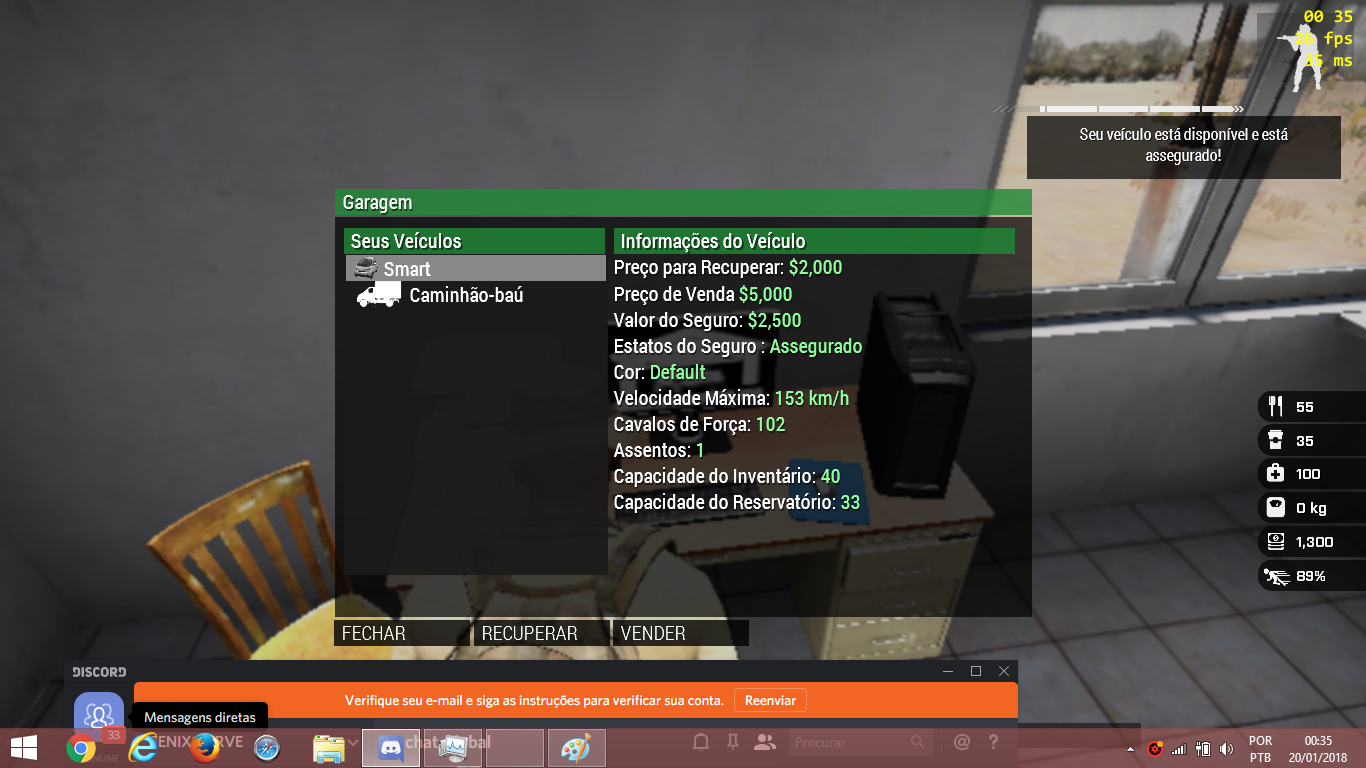 00 35
26 fps
35 ms
Seu veículo está disponível e está
assegurado!
Garagem
Seus Veículos
Smart
Caminhão-baú
Informações do Veículo
Preço para Recuperar: $2,000
Preço de Venda $5,000
Valor do Seguro: $2,500
Estatos do Seguro : Assegurado
Cor: Default
Velocidade Máxima: 153 km/h
Cavalos de Força: 102
Assentos: 1
Capacidade do Inventário: 40
Capacidade do Reservatório: 33
55
35
100
0 kg
1,300
89%
FECHAR
RECUPERAR
VENDER
DISCORD
Verifique seu e-mail e siga as instruções para verificar sua conta.
Reenviar
Mensagens diretas
33
Procurar
@
?
POR
PTB
00:35
20/01/2018